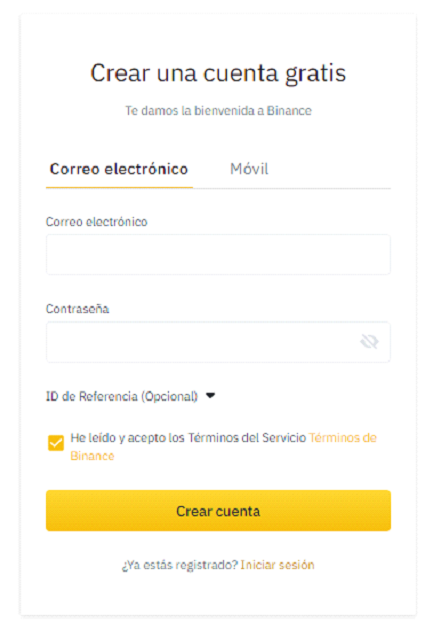 Crear una cuenta gratis
Te damos la bienvenida a Binance
Correo electrónico Móvil
Correo electrónico
Contraseña
ID de Referencia (Opcional)
He leído y acepto los Términos del Servicio Términos de
Binance
Crear cuenta
¿Ya estás registrado? Iniciar sesión